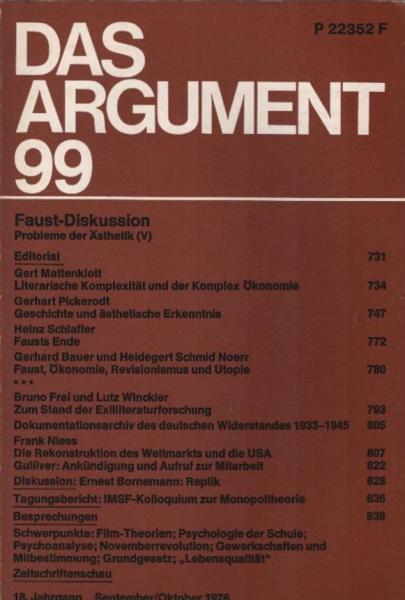 P 22352 F
DAS
ARGUMENT
99
Faust-Diskussion
Probleme der Ästhetik (V)
Editorial 731
Gert Mattenklott
Literarische Komplexität und der Komplex Ökonomie 734
Gerhart Pickerodt
Geschichte und ästhetische Erkenntnis 747
Heinz Schlaffer
Fausts Ende 772
Gerhard Bauer und Heidegert Schmid Noerr
Faust, Ökonomie, Revisionismus und Utopie 780
***
Bruno Frei und Lutz Winckler
Zum Stand der Exilliteraturforschung 793
Dokumentationsarchiv des deutschen Widerstandes 1933–1945 805
Frank Niess
Die Rekonstruktion des Weltmarkts und die USA 807
Gulliver: Ankündigung und Aufruf zur Mitarbeit 822
Diskussion: Ernest Bornemann: Replik 828
Tagungsbericht: IMSF-Kolloquium zur Monopoltheorie 836
Besprechungen 838
Schwerpunkte: Film-Theorien; Psychologie der Schule;
Psychoanalyse; Novemberrevolution; Gewerkschaften und
Mitbestimmung; Grundgesetz; „Lebensqualität“
Zeitschriftenschau
18. Jahrgang September/Oktober 1976